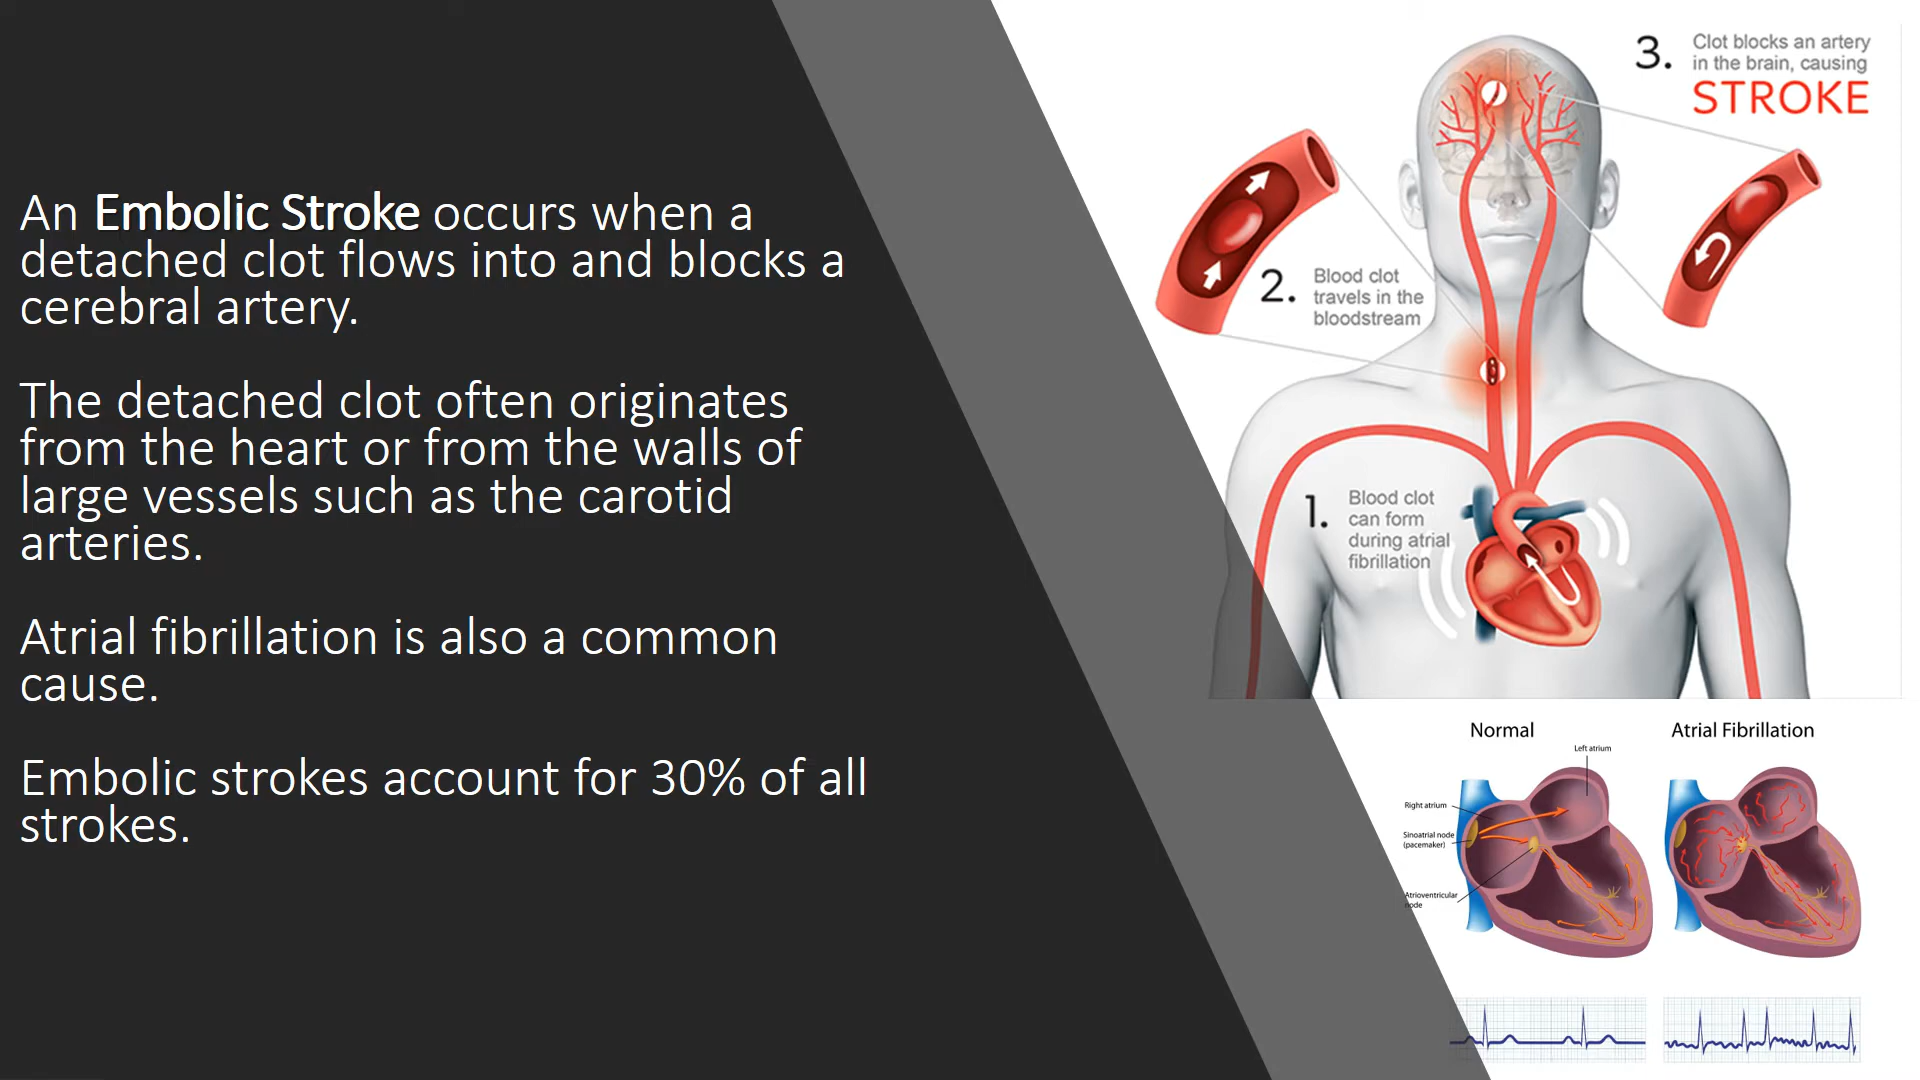 An Embolic Stroke occurs when a
detached clot flows into and blocks a
cerebral artery.
The detached clot often originates
from the heart or from the walls of
large vessels such as the carotid
arteries.
Atrial fibrillation is also a common
cause.
Embolic strokes account for 30% of all
strokes.
3. Clot blocks an artery
in the brain, causing
STROKE
2. Blood clot
travels in the
bloodstream
1. Blood clot
can form
during atrial
fibrillation
Normal
Left atrium
Right atrium
Sinoatrial node
(pacemaker)
Atrioventricular
node
Atrial Fibrillation